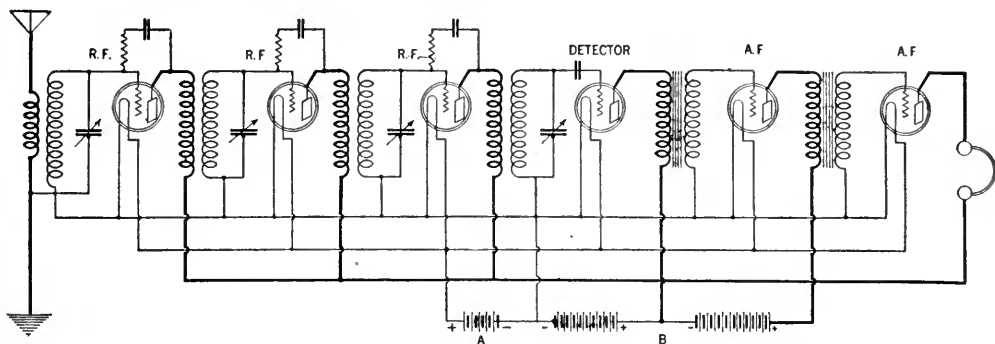 R.F.
R.F
R.F.
DETECTOR
A.F.
A.F
+ - - + - +
A
B